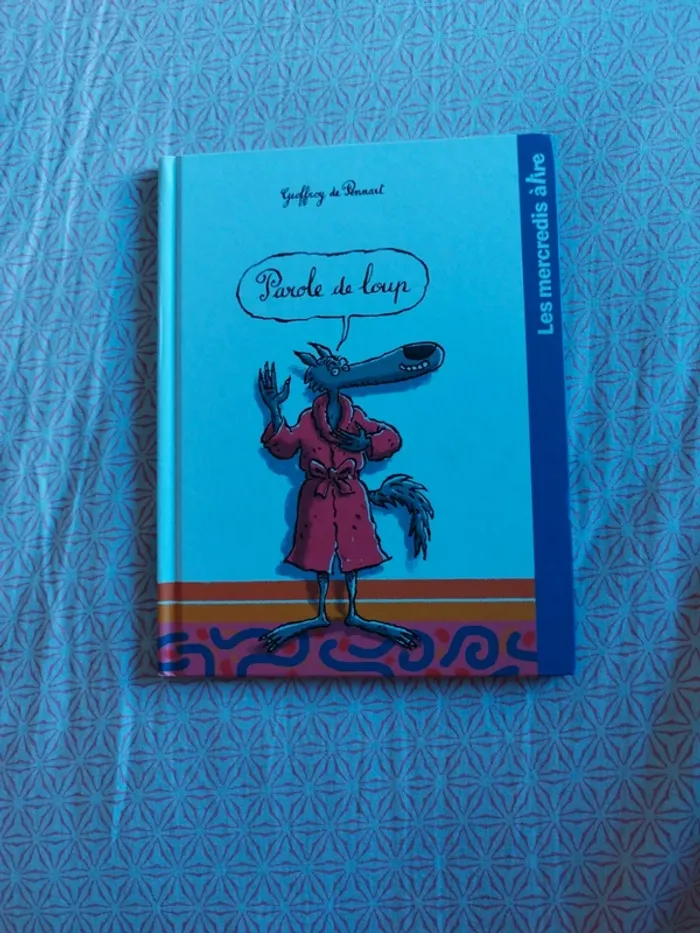 Geoffroy de Pennart
Parole de loup
Les mercredis à lire